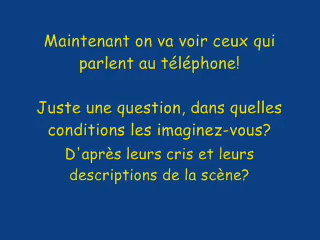 Maintenant on va voir ceux qui
parlent au téléphone!
Juste une question, dans quelles
conditions les imaginez-vous?
D'après leurs cris et leurs
descriptions de la scène?